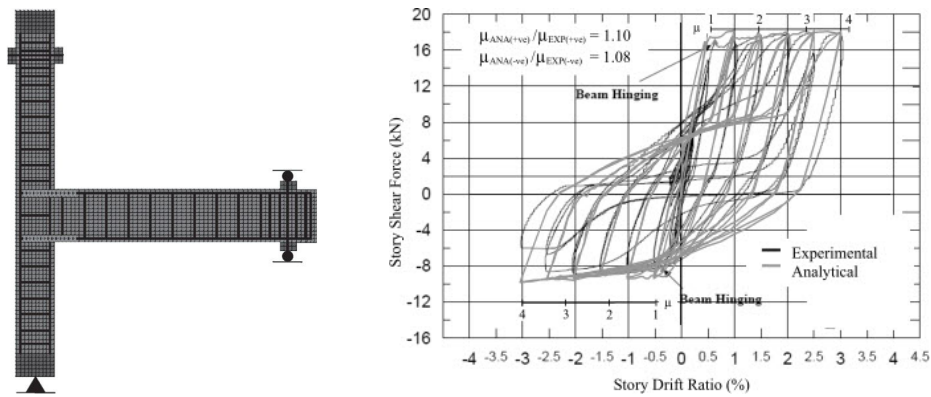 20
16
12
8
4
0
-4
-8
-12
-16
Story Shear Force (kN)
μANA(+ve)/μEXP(+ve) = 1.10
μANA(-ve)/μEXP(-ve) = 1.08
μ 1 2 3 4
Beam Hinging
Experimental
Analytical
Beam Hinging
4 3 2 1 μ
-4 -3.5 -3 -2.5 -2 -1.5 -1 -0.5 0 0.5 1 1.5 2 2.5 3 3.5 4 4.5
Story Drift Ratio (%)